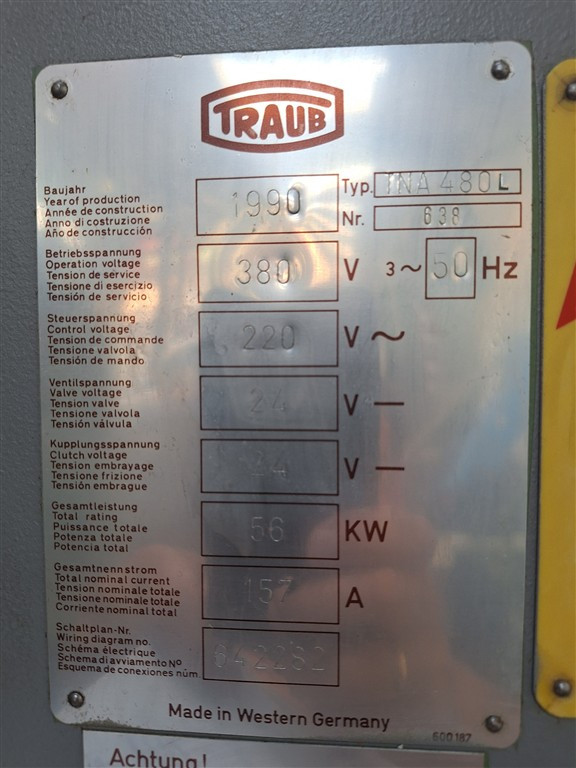 TRAUB
Baujahr
Year of production
Année de construction
Anno di costruzione
Año de construcción
1990
Typ. TNA 480 L
Nr. 638
Betriebsspannung
Operation voltage
Tension de service
Tensione di esercizio
Tensión de servicio
380 V 3~ 50 Hz
Steuerspannung
Control voltage
Tension de commande
Tensione valvola
Tensión de mando
220 V ~
Ventilspannung
Valve voltage
Tension valve
Tensione valvola
Tensión válvula
24 V —
Kupplungsspannung
Clutch voltage
Tension embrayage
Tensione frizione
Tensión embrague
24 V —
Gesamtleistung
Total rating
Puissance totale
Potenza totale
Potencia total
56 KW
Gesamtnennstrom
Total nominal current
Tension nominale totale
Tensione nominale totale
Corriente nominal total
157 A
Schaltplan-Nr.
Wiring diagram no.
Schéma électrique
Schema di avviamento Nº
Esquema de conexiones núm.
Made in Western Germany
600.187
Achtung!